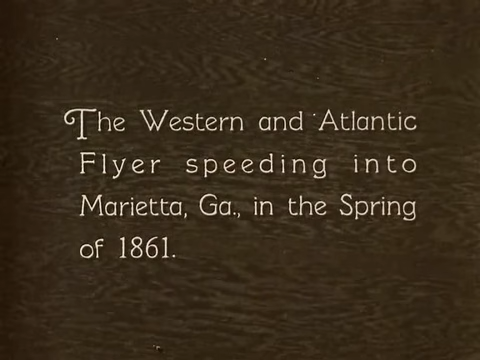 The Western and Atlantic
Flyer speeding into
Marietta, Ga., in the Spring
of 1861.